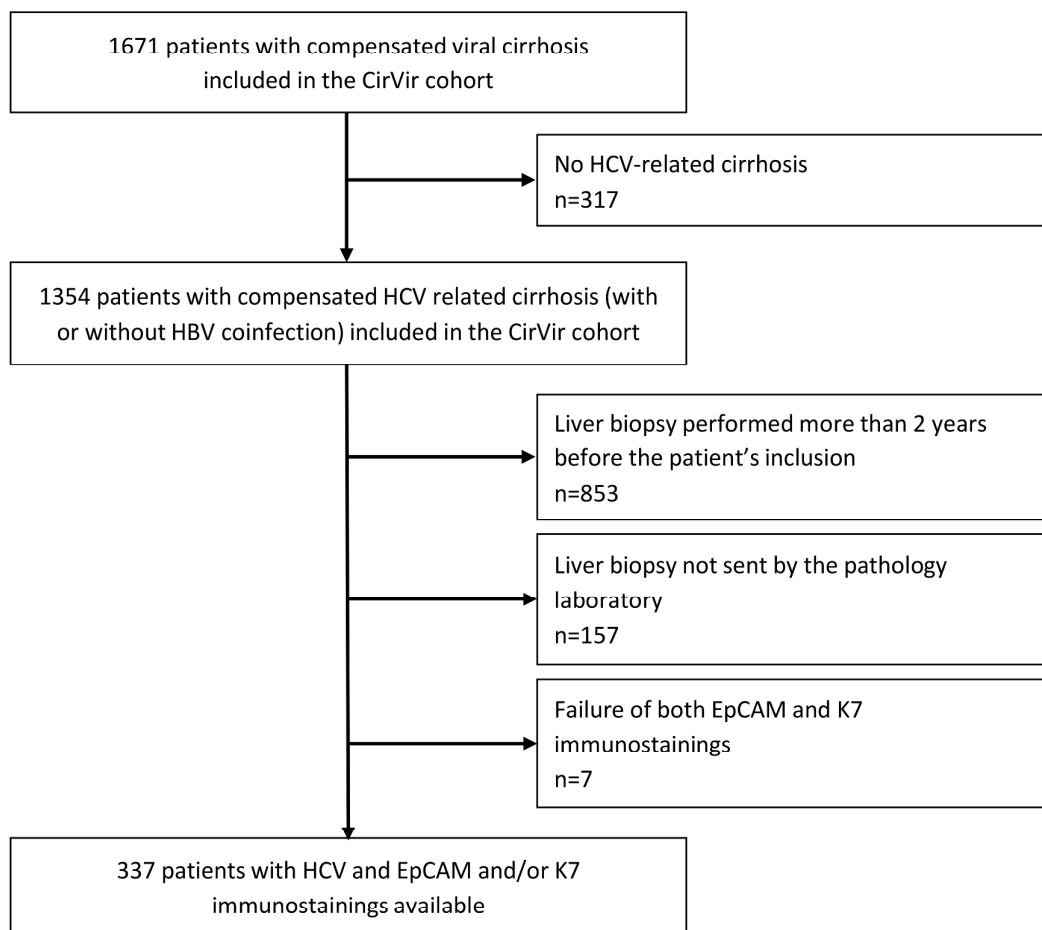 1671 patients with compensated viral cirrhosis
included in the CirVir cohort
No HCV-related cirrhosis
n=317
1354 patients with compensated HCV related cirrhosis (with
or without HBV coinfection) included in the CirVir cohort
Liver biopsy performed more than 2 years
before the patient’s inclusion
n=853
Liver biopsy not sent by the pathology
laboratory
n=157
Failure of both EpCAM and K7
immunostainings
n=7
337 patients with HCV and EpCAM and/or K7
immunostainings available